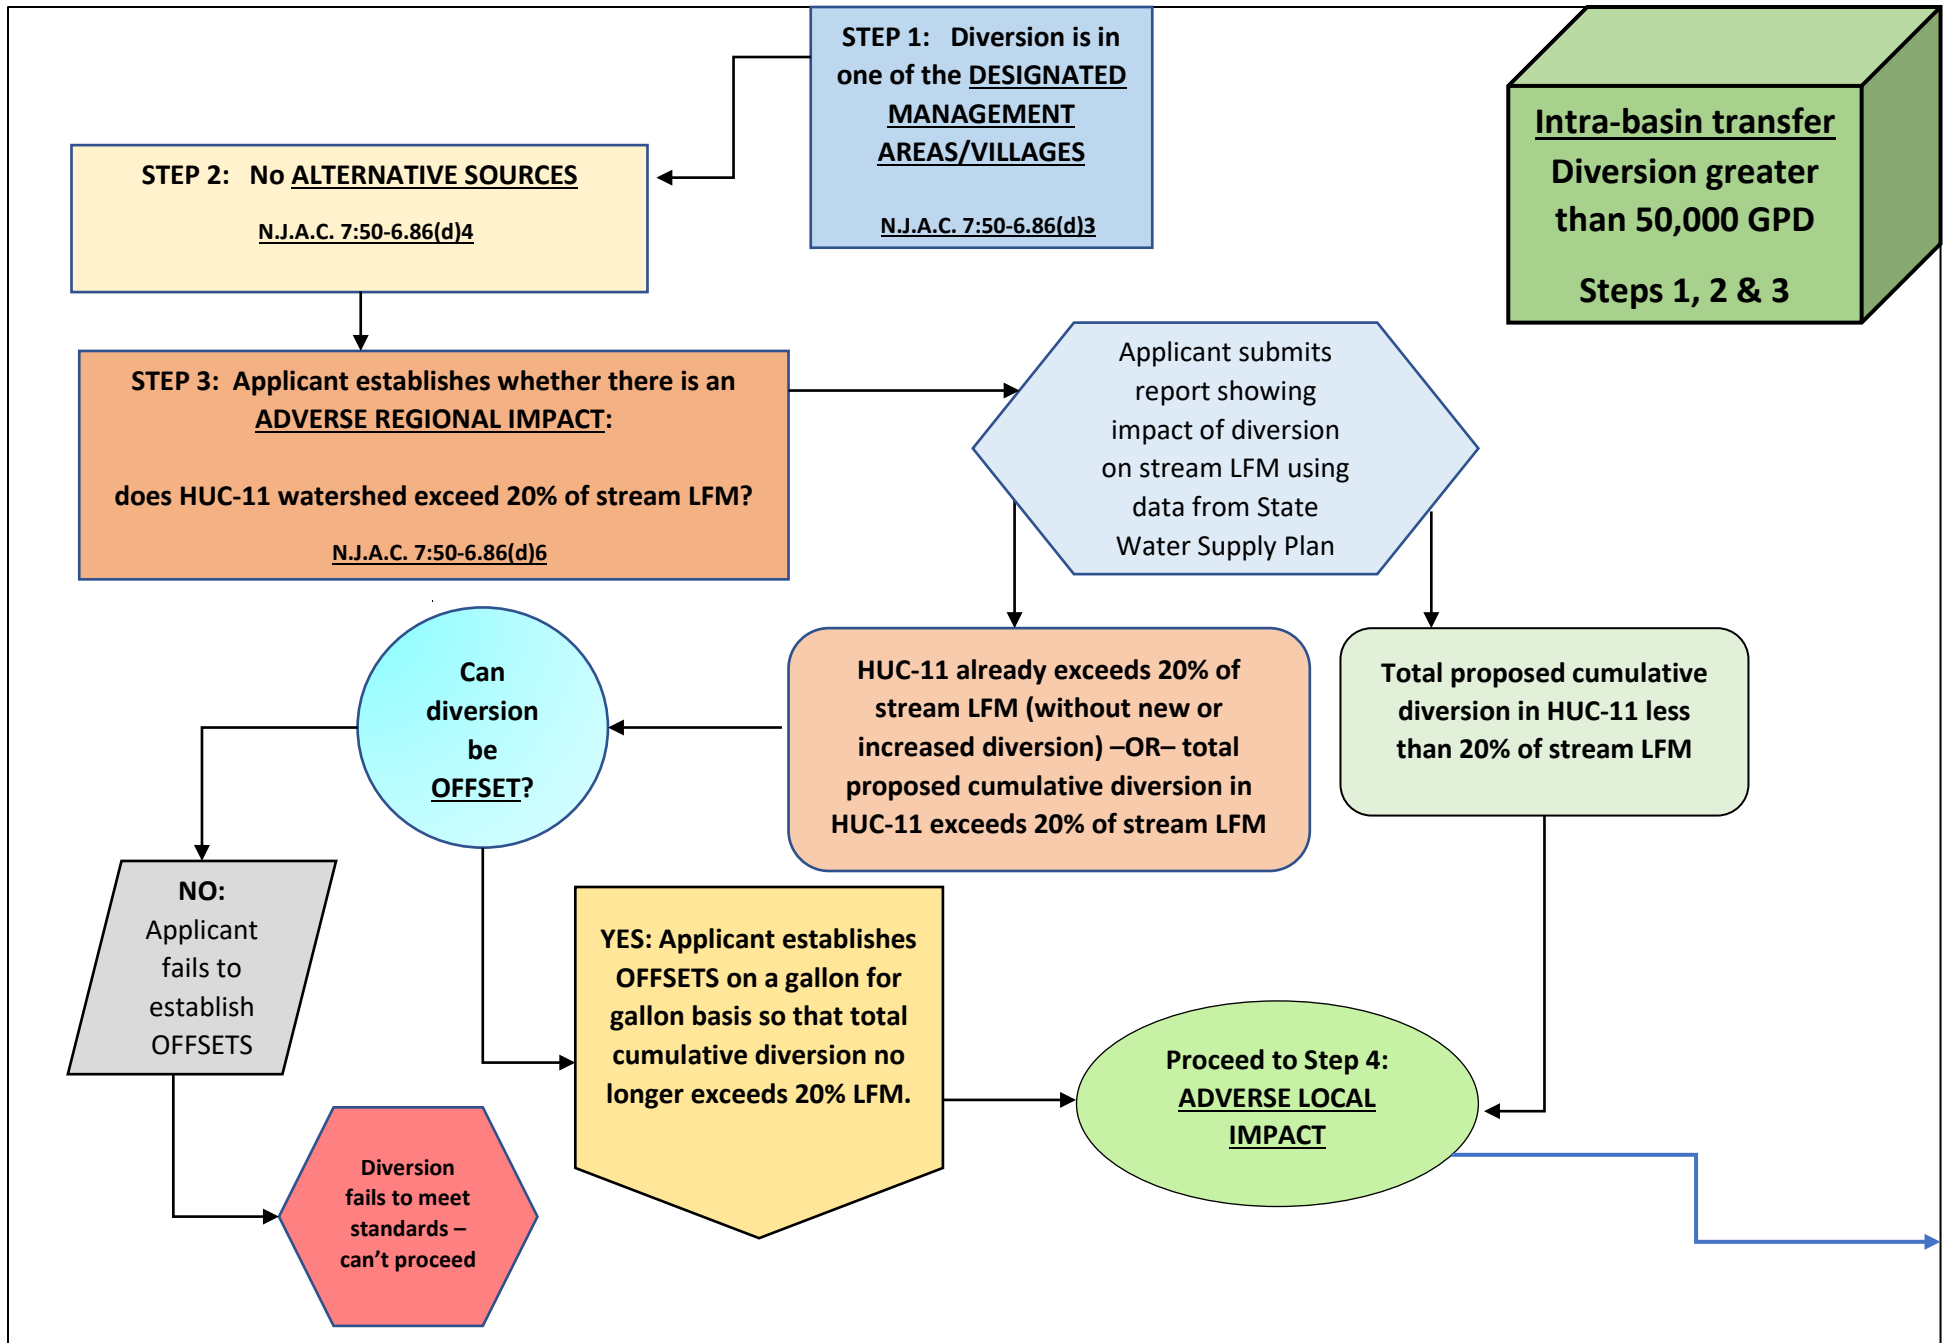 STEP 1: Diversion is in
one of the DESIGNATED
MANAGEMENT
AREAS/VILLAGES
N.J.A.C. 7:50-6.86(d)3
Intra-basin transfer
Diversion greater
than 50,000 GPD
Steps 1, 2 & 3
STEP 2: No ALTERNATIVE SOURCES
N.J.A.C. 7:50-6.86(d)4
STEP 3: Applicant establishes whether there is an
ADVERSE REGIONAL IMPACT:
does HUC-11 watershed exceed 20% of stream LFM?
N.J.A.C. 7:50-6.86(d)6
Applicant submits
report showing
impact of diversion
on stream LFM using
data from State
Water Supply Plan
Can
diversion
be
OFFSET?
HUC-11 already exceeds 20% of
stream LFM (without new or
increased diversion) –OR– total
proposed cumulative diversion in
HUC-11 exceeds 20% of stream LFM
Total proposed cumulative
diversion in HUC-11 less
than 20% of stream LFM
NO:
Applicant
fails to
establish
OFFSETS
YES: Applicant establishes
OFFSETS on a gallon for
gallon basis so that total
cumulative diversion no
longer exceeds 20% LFM.
Proceed to Step 4:
ADVERSE LOCAL
IMPACT
Diversion
fails to meet
standards –
can’t proceed